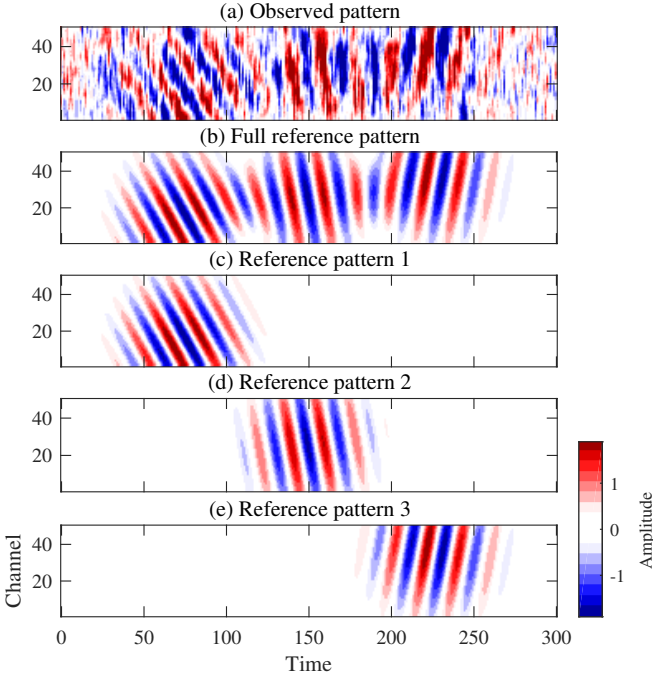 (a) Observed pattern
40
20
(b) Full reference pattern
40
20
(c) Reference pattern 1
40
20
(d) Reference pattern 2
40
20
(e) Reference pattern 3
40
20
0 50 100 150 200 250 300
Time
Channel
1
0
-1
Amplitude